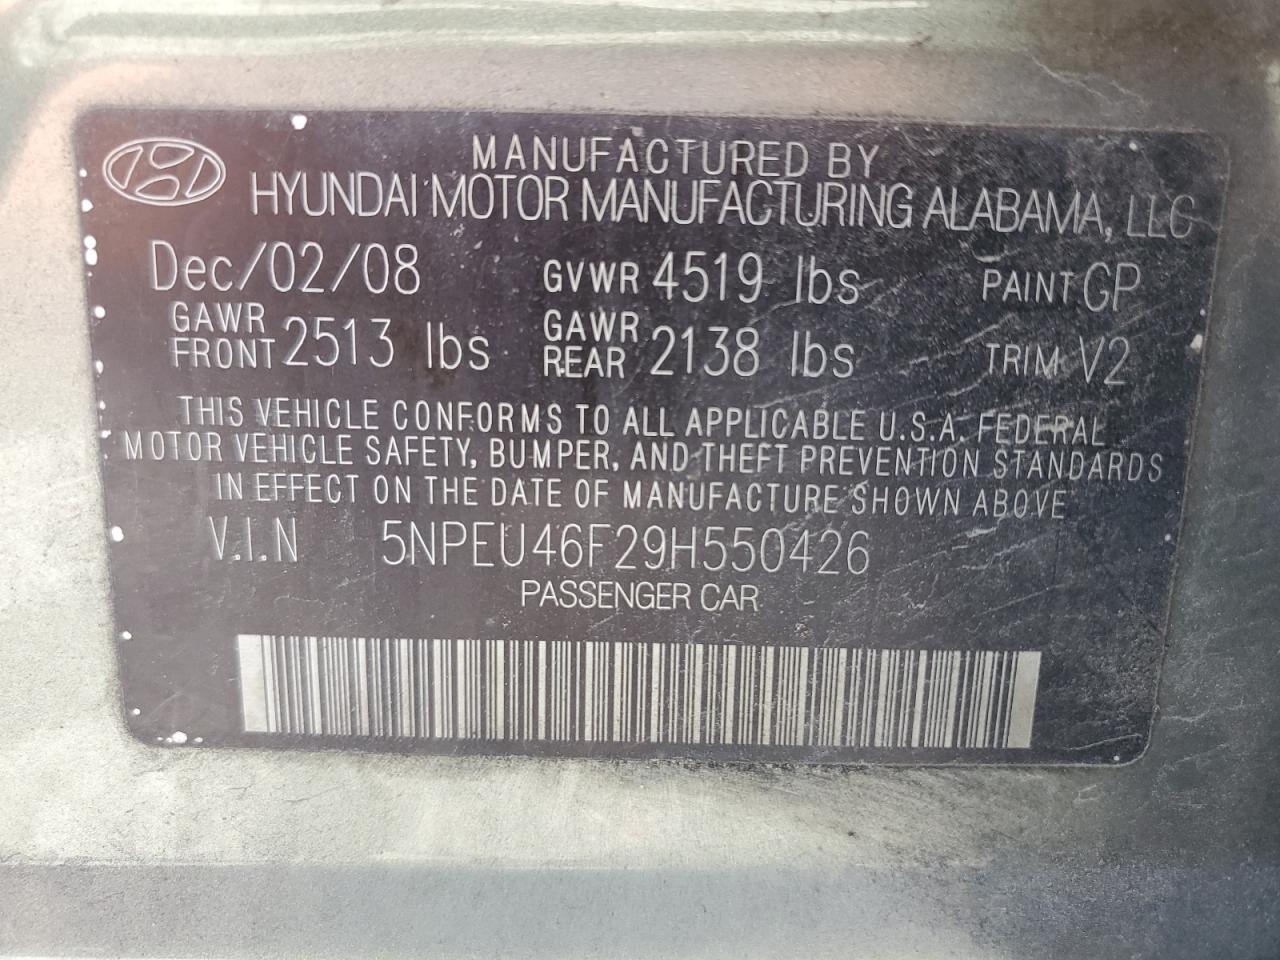 MANUFACTURED BY
HYUNDAI MOTOR MANUFACTURING ALABAMA, LLC
Dec/02/08 GVWR 4519 lbs PAINT GP
GAWR FRONT 2513 lbs GAWR REAR 2138 lbs TRIM V2
THIS VEHICLE CONFORMS TO ALL APPLICABLE U.S.A. FEDERAL
MOTOR VEHICLE SAFETY, BUMPER, AND THEFT PREVENTION STANDARDS
IN EFFECT ON THE DATE OF MANUFACTURE SHOWN ABOVE
V.I.N 5NPEU46F29H550426
PASSENGER CAR